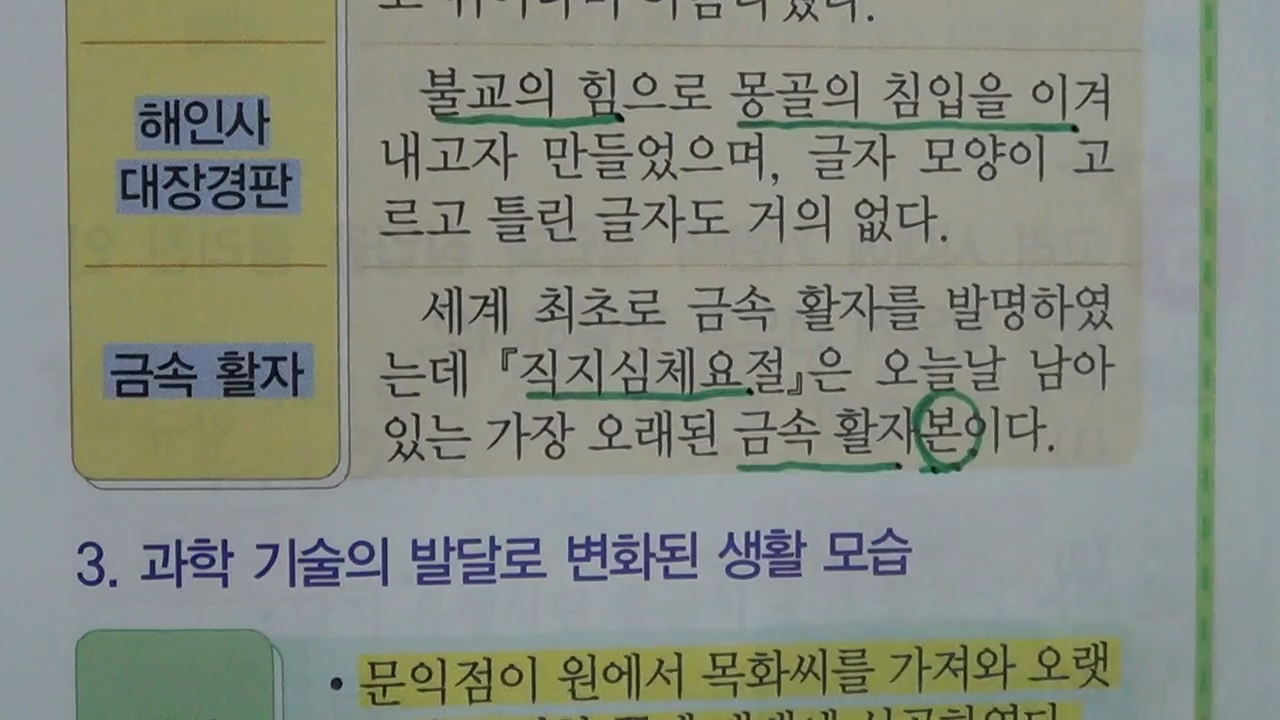 해인사
대장경판
불교의 힘으로 몽골의 침입을 이겨
내고자 만들었으며, 글자 모양이 고
르고 틀린 글자도 거의 없다.
금속 활자
세계 최초로 금속 활자를 발명하였
는데 『직지심체요절』은 오늘날 남아
있는 가장 오래된 금속 활자본이다.
3. 과학 기술의 발달로 변화된 생활 모습
• 문익점이 원에서 목화씨를 가져와 오랫